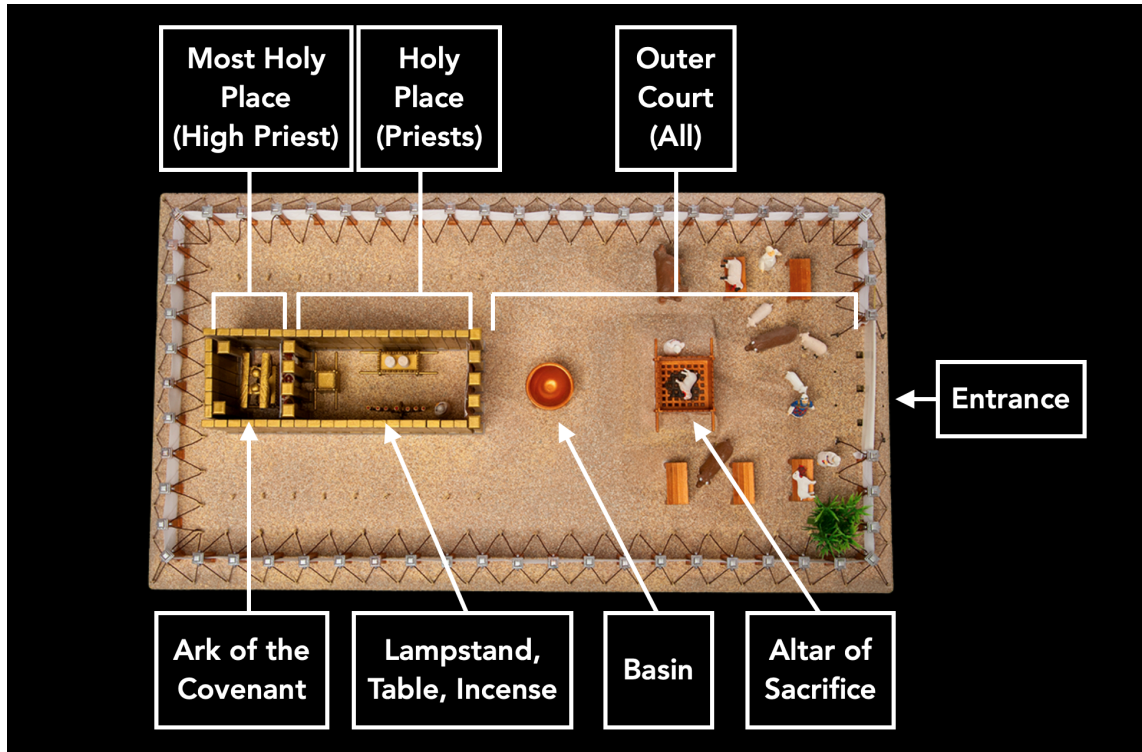 Most Holy
Place
(High Priest)
Holy
Place
(Priests)
Outer
Court
(All)
Entrance
Ark of the
Covenant
Lampstand,
Table, Incense
Basin
Altar of
Sacrifice